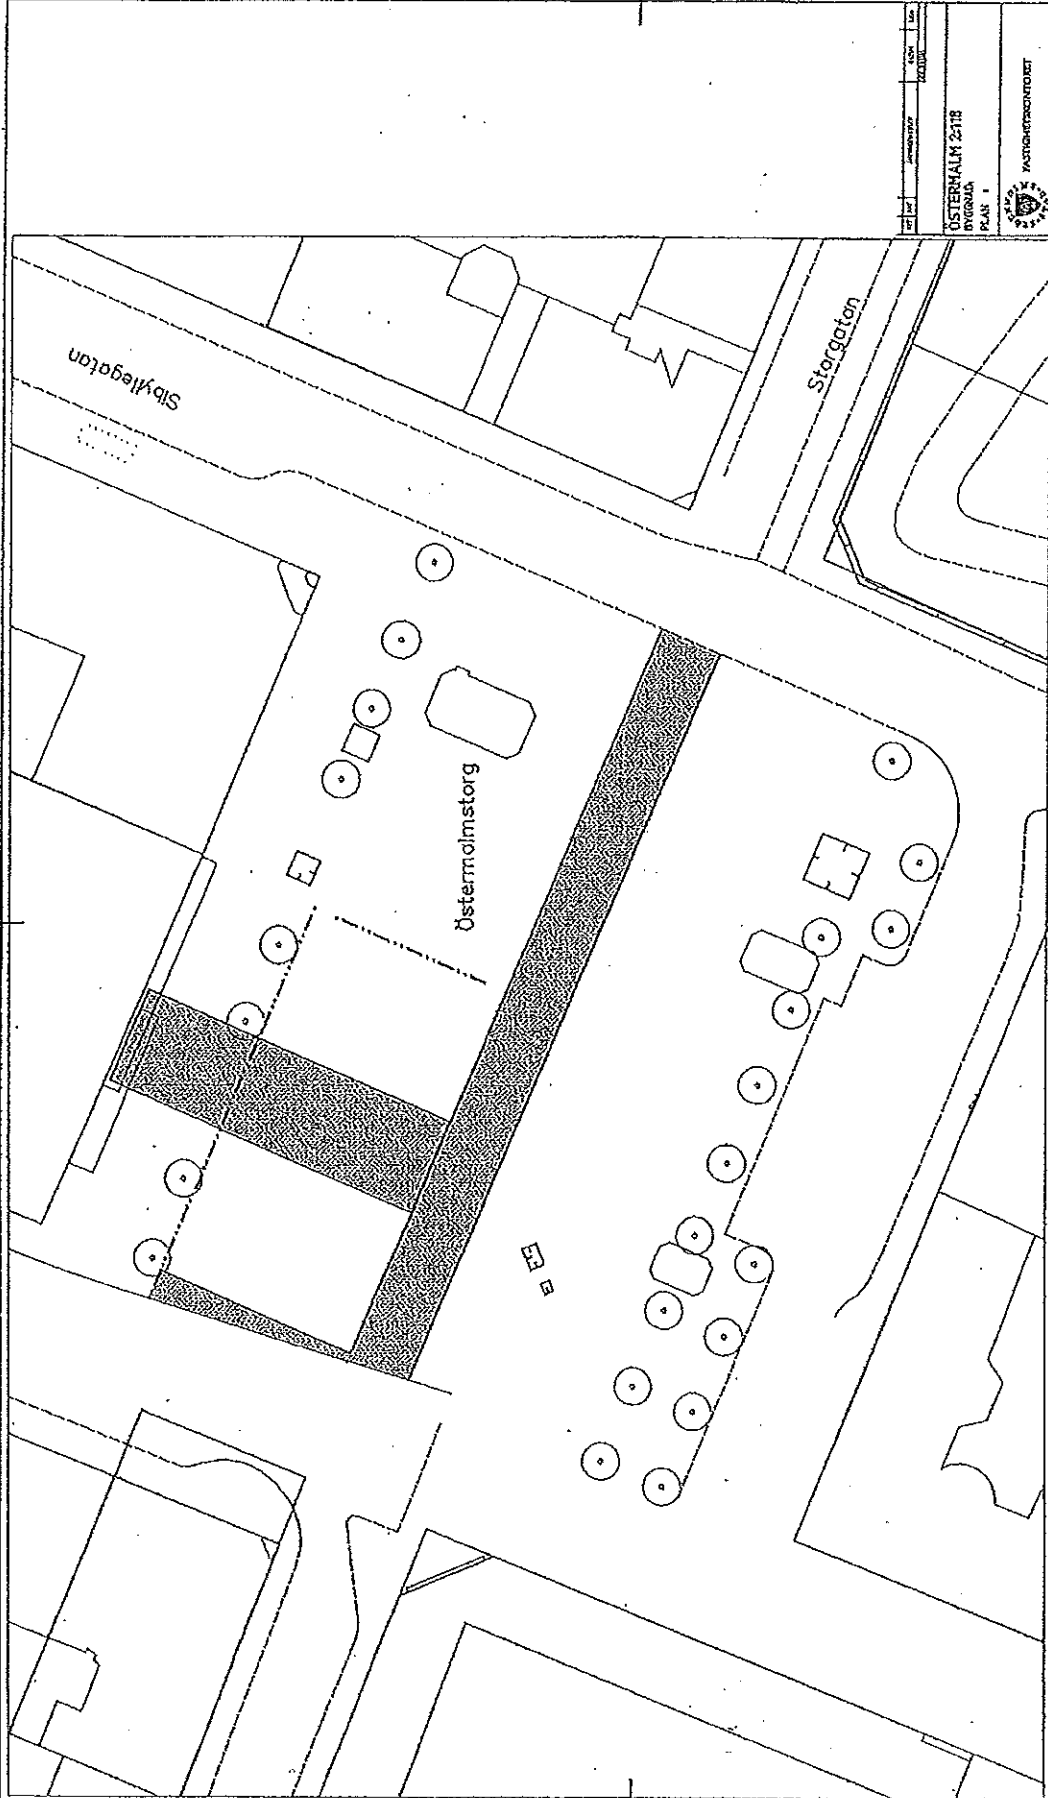 Sibyllegatan
Storgatan
Östermalmstorg
ÖSTERMALM 2:118
BYGGNAD:
PLAN 1
FASTIGHETSKONTORET